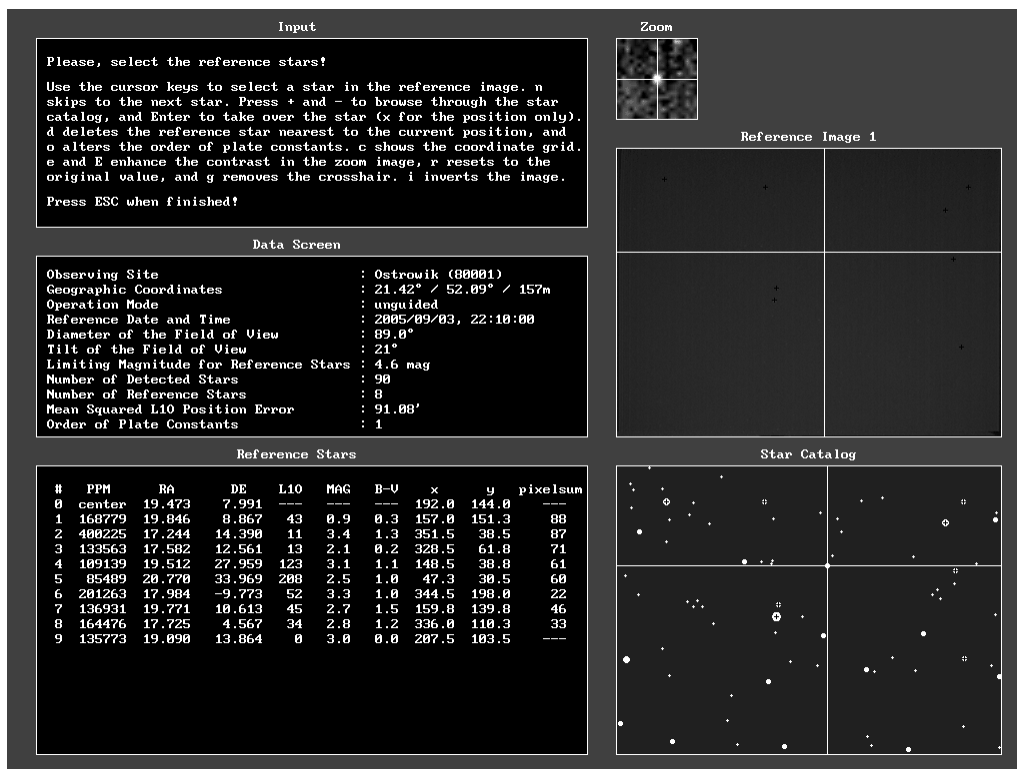 Input
Please, select the reference stars!
Use the cursor keys to select a star in the reference image. n
skips to the next star. Press + and - to browse through the star
catalog, and Enter to take over the star (x for the position only).
d deletes the reference star nearest to the current position, and
o alters the order of plate constants. c shows the coordinate grid.
e and E enhance the contrast in the zoom image, r resets to the
original value, and g removes the crosshair. i inverts the image.
Press ESC when finished!
Zoom
Reference Image 1
Data Screen
Observing Site : Ostrowik (80001)
Geographic Coordinates : 21.42° / 52.09° / 157m
Operation Mode : unguided
Reference Date and Time : 2005/09/03, 22:10:00
Diameter of the Field of View : 89.0°
Tilt of the Field of View : 21°
Limiting Magnitude for Reference Stars : 4.6 mag
Number of Detected Stars : 90
Number of Reference Stars : 8
Mean Squared L10 Position Error : 91.08'
Order of Plate Constants : 1
Reference Stars
# PPM RA DE L10 MAG B-V x y pixelsum
0 center 19.473 7.991 --- --- --- 192.0 144.0 ---
1 168779 19.846 8.867 43 0.9 0.3 157.0 151.3 88
2 400225 17.244 14.390 11 3.4 1.3 351.5 38.5 87
3 133563 17.582 12.561 13 2.1 0.2 328.5 61.8 71
4 109139 19.512 27.959 123 3.1 1.1 148.5 38.8 61
5 85489 20.770 33.969 208 2.5 1.0 47.3 30.5 60
6 201263 17.984 -9.773 52 3.3 1.0 344.5 198.0 22
7 136931 19.771 10.613 45 2.7 1.5 159.8 139.8 46
8 164476 17.725 4.567 34 2.8 1.2 336.0 110.3 33
9 135773 19.090 13.864 0 3.0 0.0 207.5 103.5 ---
Star Catalog